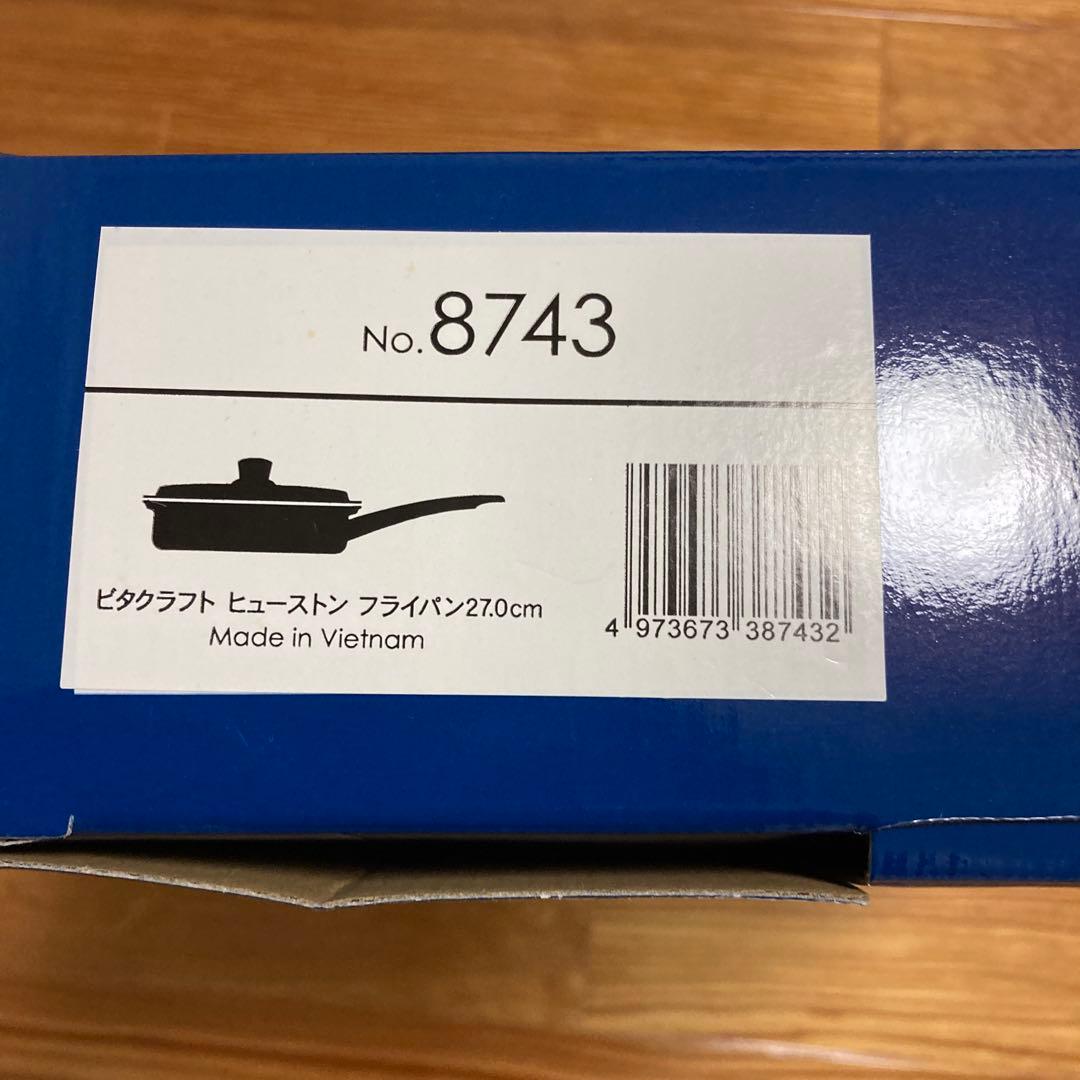 No.8743
ビタクラフト ヒューストン フライパン27.0cm
Made in Vietnam
4 973673 387432